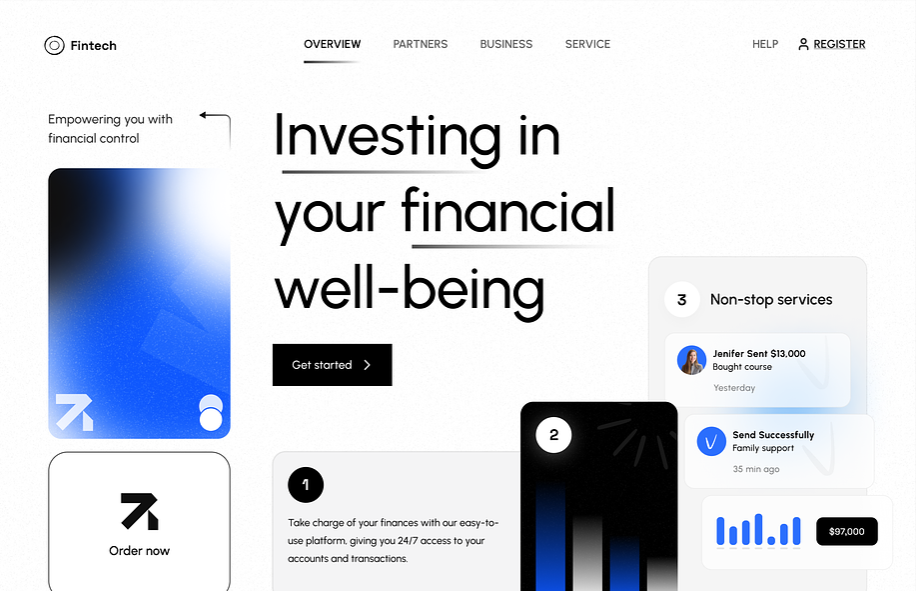 Fintech
OVERVIEW
PARTNERS
BUSINESS
SERVICE
HELP
REGISTER
Empowering you with
financial control
Investing in
your financial
well-being
Get started
Order now
1
Take charge of your finances with our easy-to-
use platform, giving you 24/7 access to your
accounts and transactions.
2
3
Non-stop services
Jenifer Sent $13,000
Bought course
Yesterday
Send Successfully
Family support
35 min ago
$97,000